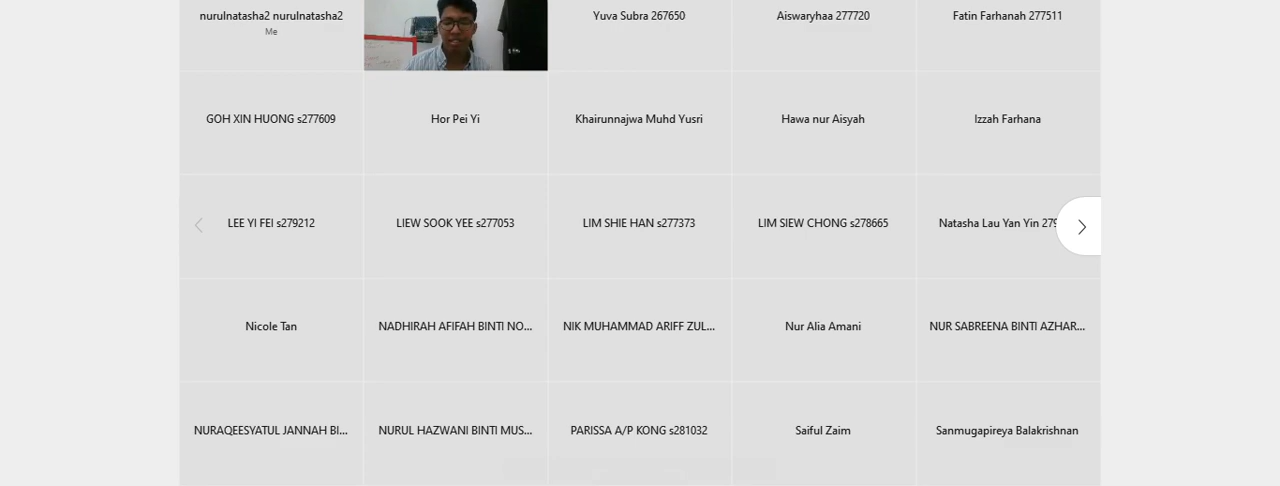 nurulnatasha2 nurulnatasha2
Me
Yuva Subra 267650
Aiswaryhaa 277720
Fatin Farhanah 277511
GOH XIN HUONG s277609
Hor Pei Yi
Khairunnajwa Muhd Yusri
Hawa nur Aisyah
Izzah Farhana
LEE YI FEI s279212
LIEW SOOK YEE s277053
LIM SHIE HAN s277373
LIM SIEW CHONG s278665
Natasha Lau Yan Yin 279
Nicole Tan
NADHIRAH AFIFAH BINTI NO...
NIK MUHAMMAD ARIFF ZUL...
Nur Alia Amani
NUR SABREENA BINTI AZHAR...
NURAQEESYATUL JANNAH BI...
NURUL HAZWANI BINTI MUS...
PARISSA A/P KONG s281032
Saiful Zaim
Sanmugapireya Balakrishnan